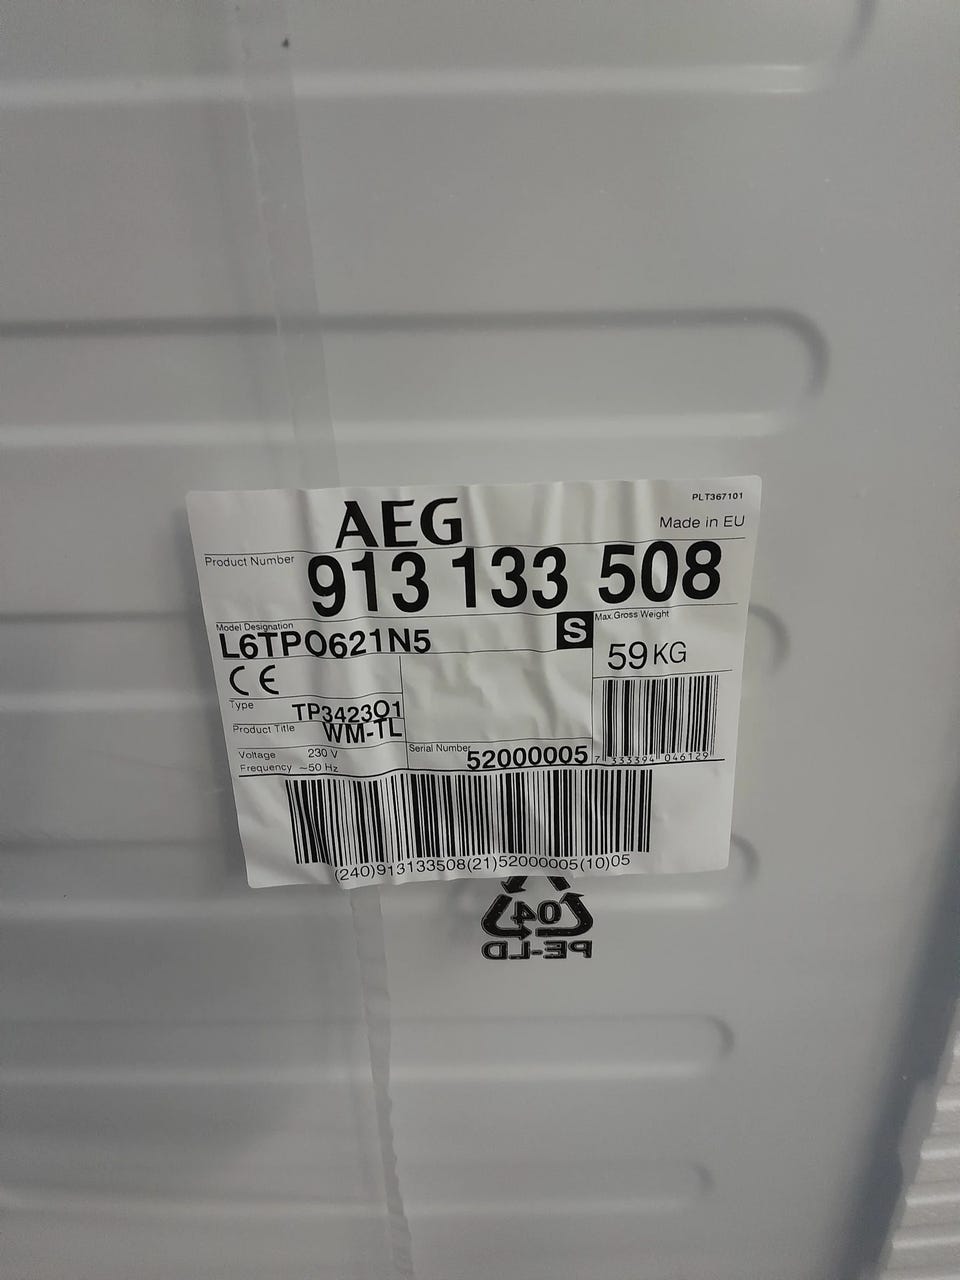 AEG
PLT367101
Made in EU
Product Number
913 133 508
Model Designation
L6TPO621N5
S
Max.Gross Weight
59 KG
CE
Type
TP3423O1
Product Title
WM-TL
Voltage 230 V
Frequency ~50 Hz
Serial Number
52000005
7 333394 046129
(240)913133508(21)52000005(10)05
04
PE-LD